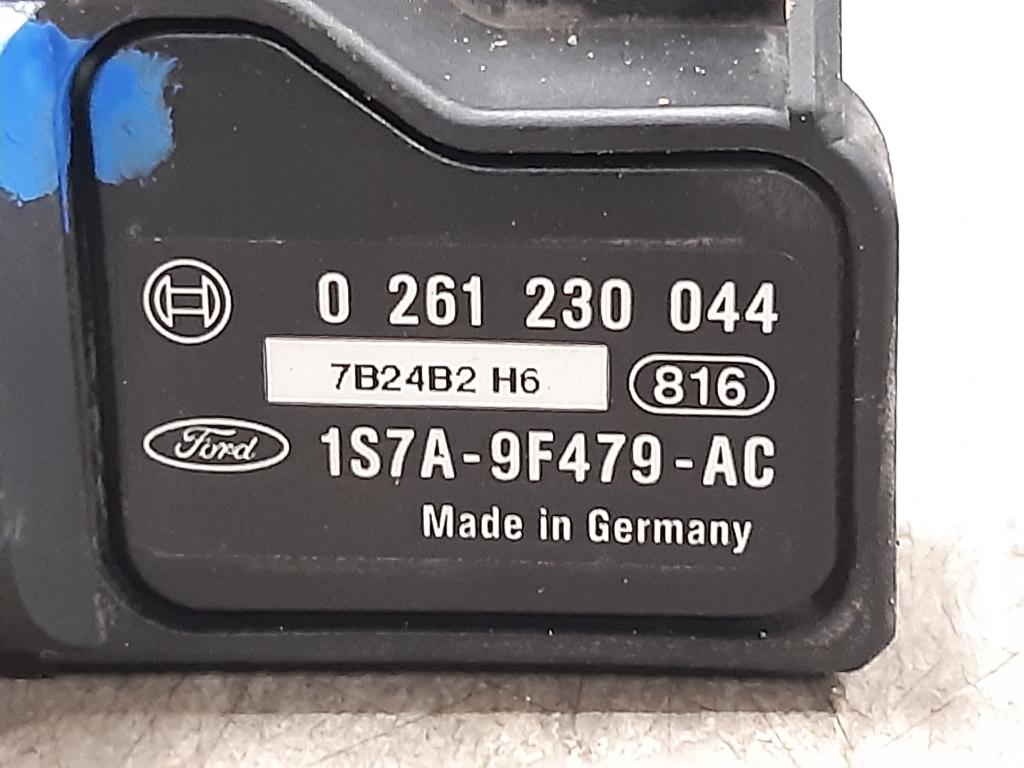 0 261 230 044
7B24B2 H6 816
Ford 1S7A-9F479-AC
Made in Germany